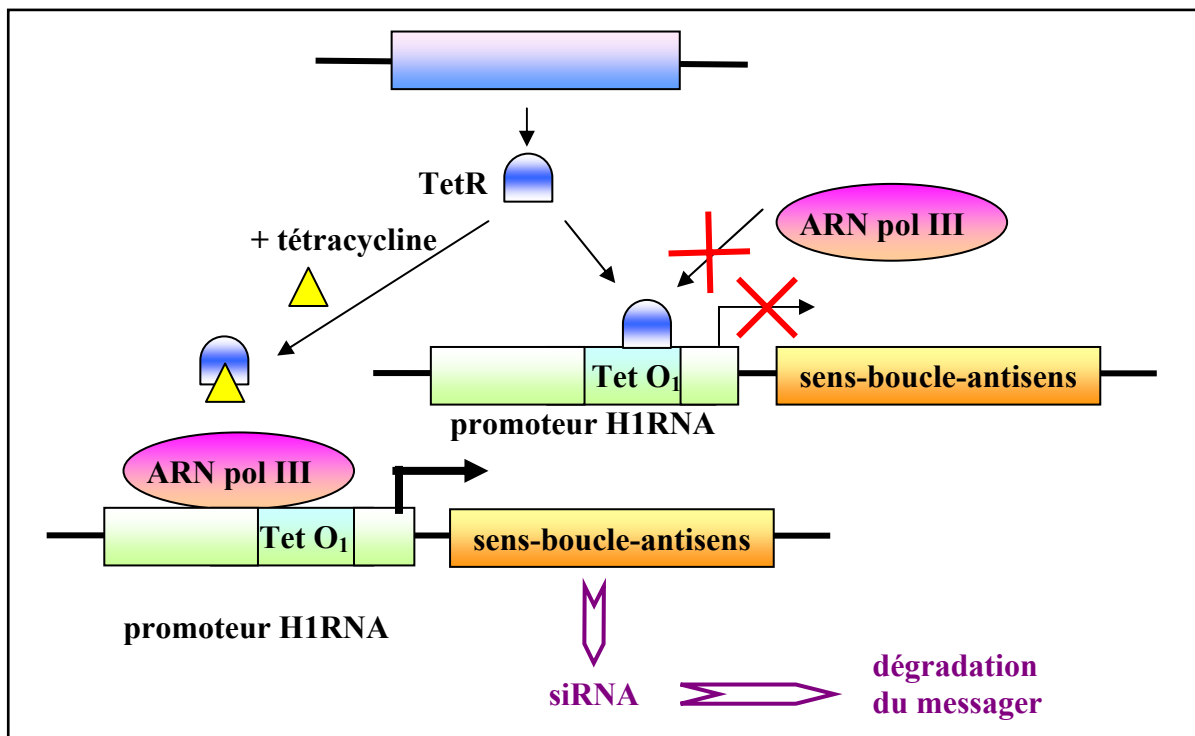 TetR
ARN pol III
+ tétracycline
Tet O₁
sens-boucle-antisens
promoteur H1RNA
ARN pol III
Tet O₁
sens-boucle-antisens
promoteur H1RNA
siRNA
dégradation
du messager